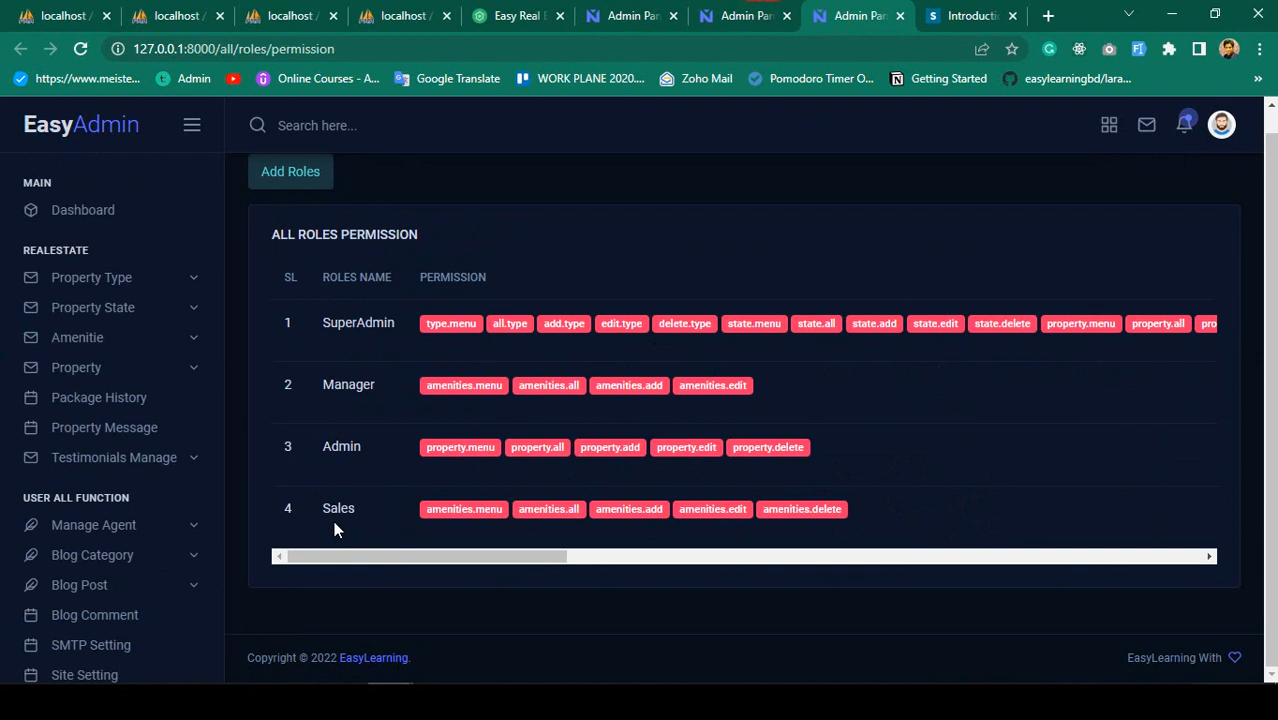 localhost /
localhost /
localhost /
localhost /
Easy Real E
Admin Pan
Admin Pan
Admin Pan
Introducti
127.0.0.1:8000/all/roles/permission
https://www.meiste...
Admin
Online Courses - A...
Google Translate
WORK PLANE 2020....
Zoho Mail
Pomodoro Timer O...
Getting Started
easylearningbd/lara...
EasyAdmin
Search here...
MAIN
Dashboard
REALESTATE
Property Type
Property State
Amenitie
Property
Package History
Property Message
Testimonials Manage
USER ALL FUNCTION
Manage Agent
Blog Category
Blog Post
Blog Comment
SMTP Setting
Site Setting
Add Roles
ALL ROLES PERMISSION
SL ROLES NAME PERMISSION
1 SuperAdmin type.menu all.type add.type edit.type delete.type state.menu state.all state.add state.edit state.delete property.menu property.all pro
2 Manager amenities.menu amenities.all amenities.add amenities.edit
3 Admin property.menu property.all property.add property.edit property.delete
4 Sales amenities.menu amenities.all amenities.add amenities.edit amenities.delete
Copyright © 2022 EasyLearning.
EasyLearning With